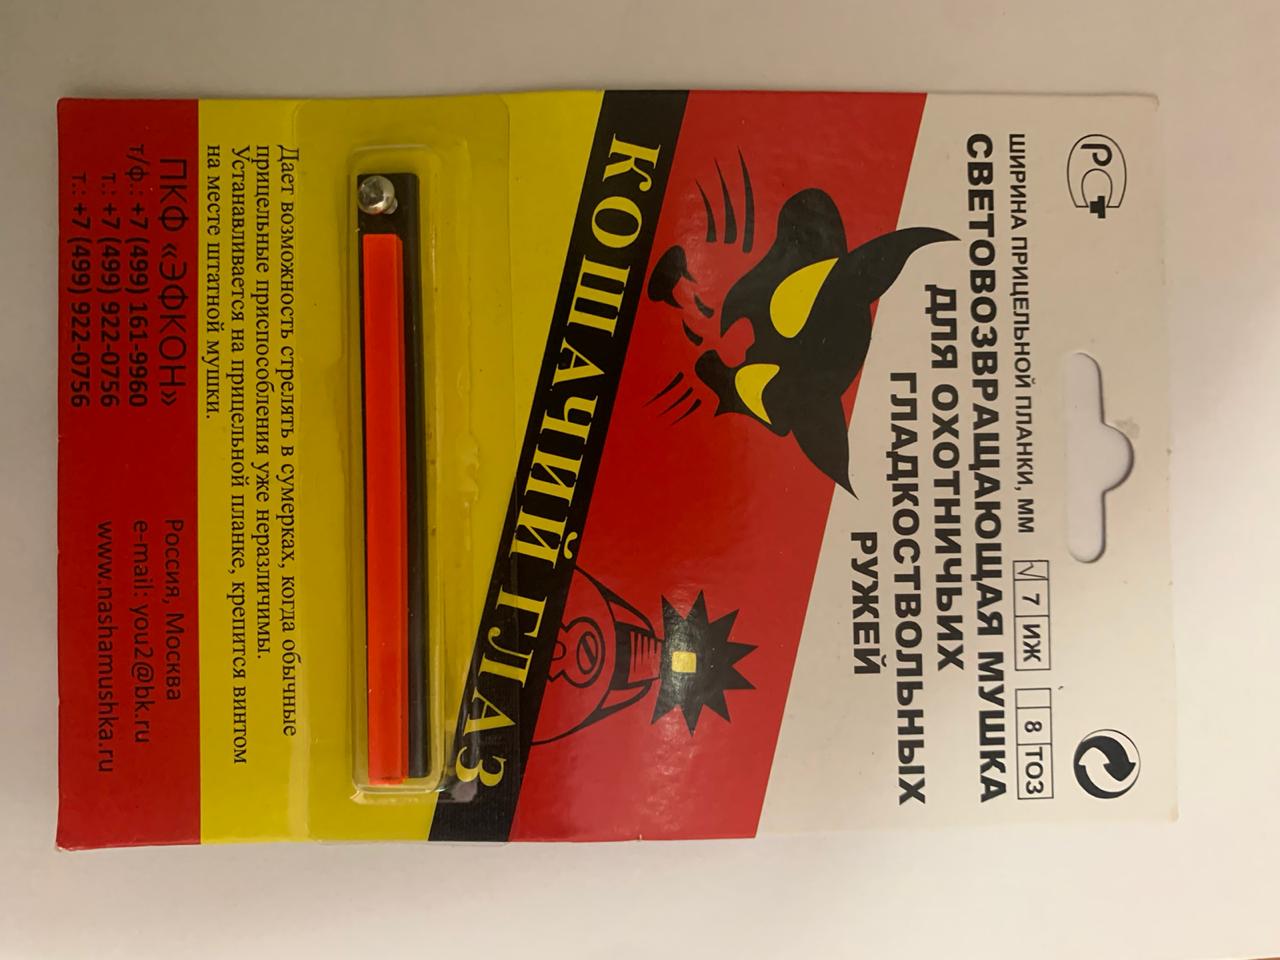 РСТ
ШИРИНА ПРИЦЕЛЬНОЙ ПЛАНКИ, ММ √ 7 ИЖ 8 ТОЗ
СВЕТОВОЗВРАЩАЮЩАЯ МУШКА
ДЛЯ ОХОТНИЧЬИХ
ГЛАДКОСТВОЛЬНЫХ
РУЖЕЙ
КОШАЧИЙ ГЛАЗ
Дает возможность стрелять в сумерках, когда обычные
прицельные приспособления уже неразличимы.
Устанавливается на прицельной планке, крепится винтом
на месте штатной мушки.
ПКФ «ЭФКОН»
т/ф.: +7 (499) 161-9960
т.: +7 (499) 922-0756
т.: +7 (499) 922-0756
Россия, Москва
e-mail: you2@bk.ru
www.nashamushka.ru